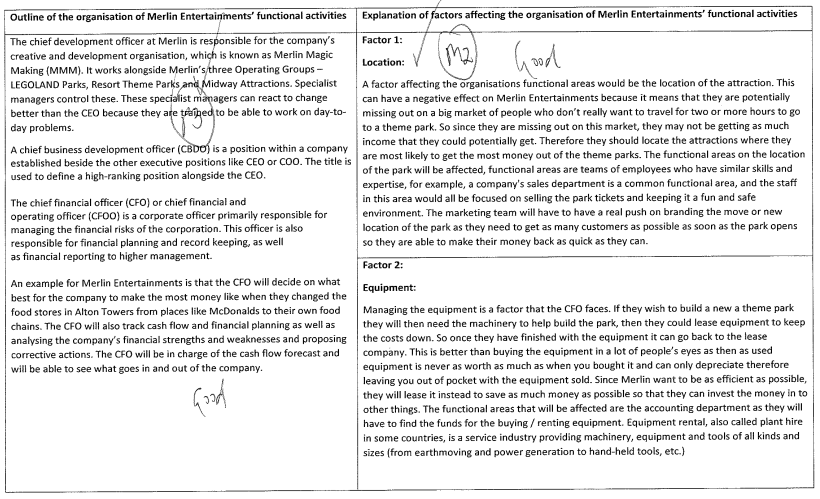 Outline of the organisation of Merlin Entertainments' functional activities
The chief development officer at Merlin is responsible for the company's
creative and development organisation, which is known as Merlin Magic
Making (MMM). It works alongside Merlin's three Operating Groups –
LEGOLAND Parks, Resort Theme Parks and Midway Attractions. Specialist
managers control these. These specialist managers can react to change
better than the CEO because they are trained to be able to work on day-to-
day problems.
A chief business development officer (CBDO) is a position within a company
established beside the other executive positions like CEO or COO. The title is
used to define a high-ranking position alongside the CEO.
The chief financial officer (CFO) or chief financial and
operating officer (CFOO) is a corporate officer primarily responsible for
managing the financial risks of the corporation. This officer is also
responsible for financial planning and record keeping, as well
as financial reporting to higher management.
An example for Merlin Entertainments is that the CFO will decide on what
best for the company to make the most money like when they changed the
food stores in Alton Towers from places like McDonalds to their own food
chains. The CFO will also track cash flow and financial planning as well as
analysing the company's financial strengths and weaknesses and proposing
corrective actions. The CFO will be in charge of the cash flow forecast and
will be able to see what goes in and out of the company.
Good
Explanation of factors affecting the organisation of Merlin Entertainments' functional activities
Factor 1:
Location:
M2
Good
A factor affecting the organisations functional areas would be the location of the attraction. This
can have a negative effect on Merlin Entertainments because it means that they are potentially
missing out on a big market of people who don't really want to travel for two or more hours to go
to a theme park. So since they are missing out on this market, they may not be getting as much
income that they could potentially get. Therefore they should locate the attractions where they
are most likely to get the most money out of the theme parks. The functional areas on the location
of the park will be affected, functional areas are teams of employees who have similar skills and
expertise, for example, a company's sales department is a common functional area, and the staff
in this area would all be focused on selling the park tickets and keeping it a fun and safe
environment. The marketing team will have to have a real push on branding the move or new
location of the park as they need to get as many customers as possible as soon as the park opens
so they are able to make their money back as quick as they can.
Factor 2:
Equipment:
Managing the equipment is a factor that the CFO faces. If they wish to build a new a theme park
they will then need the machinery to help build the park, then they could lease equipment to keep
the costs down. So once they have finished with the equipment it can go back to the lease
company. This is better than buying the equipment in a lot of people's eyes as then as used
equipment is never as worth as much as when you bought it and can only depreciate therefore
leaving you out of pocket with the equipment sold. Since Merlin want to be as efficient as possible,
they will lease it instead to save as much money as possible so that they can invest the money in to
other things. The functional areas that will be affected are the accounting department as they will
have to find the funds for the buying / renting equipment. Equipment rental, also called plant hire
in some countries, is a service industry providing machinery, equipment and tools of all kinds and
sizes (from earthmoving and power generation to hand-held tools, etc.)